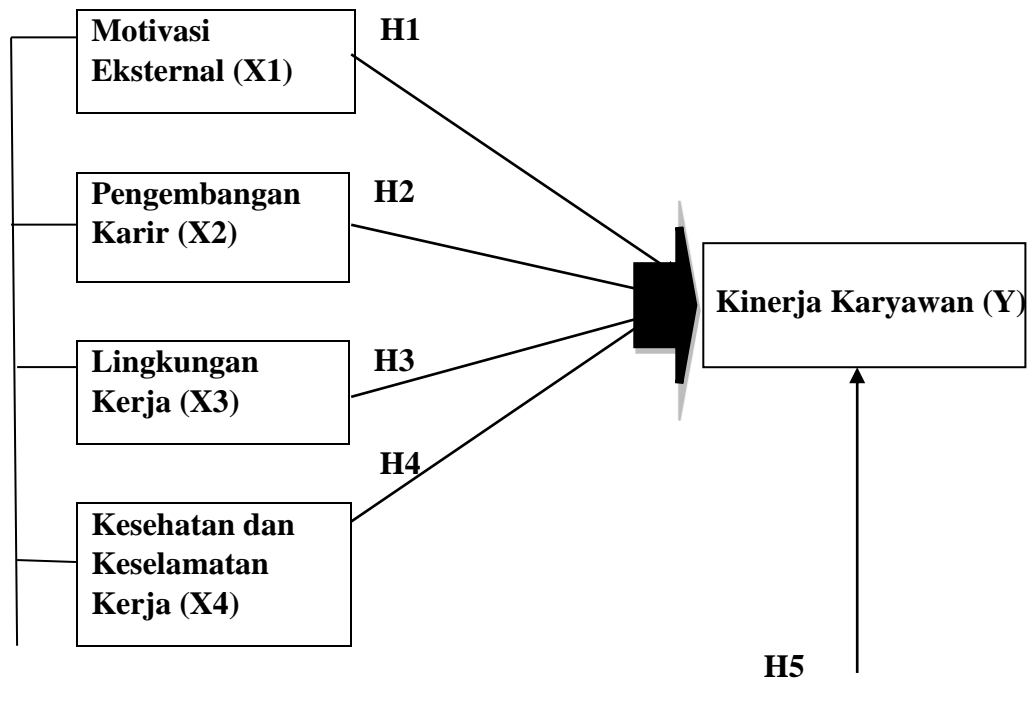 Motivasi
Eksternal (X1)
H1
Pengembangan
Karir (X2)
H2
Kinerja Karyawan (Y)
Lingkungan
Kerja (X3)
H3
H4
Kesehatan dan
Keselamatan
Kerja (X4)
H5